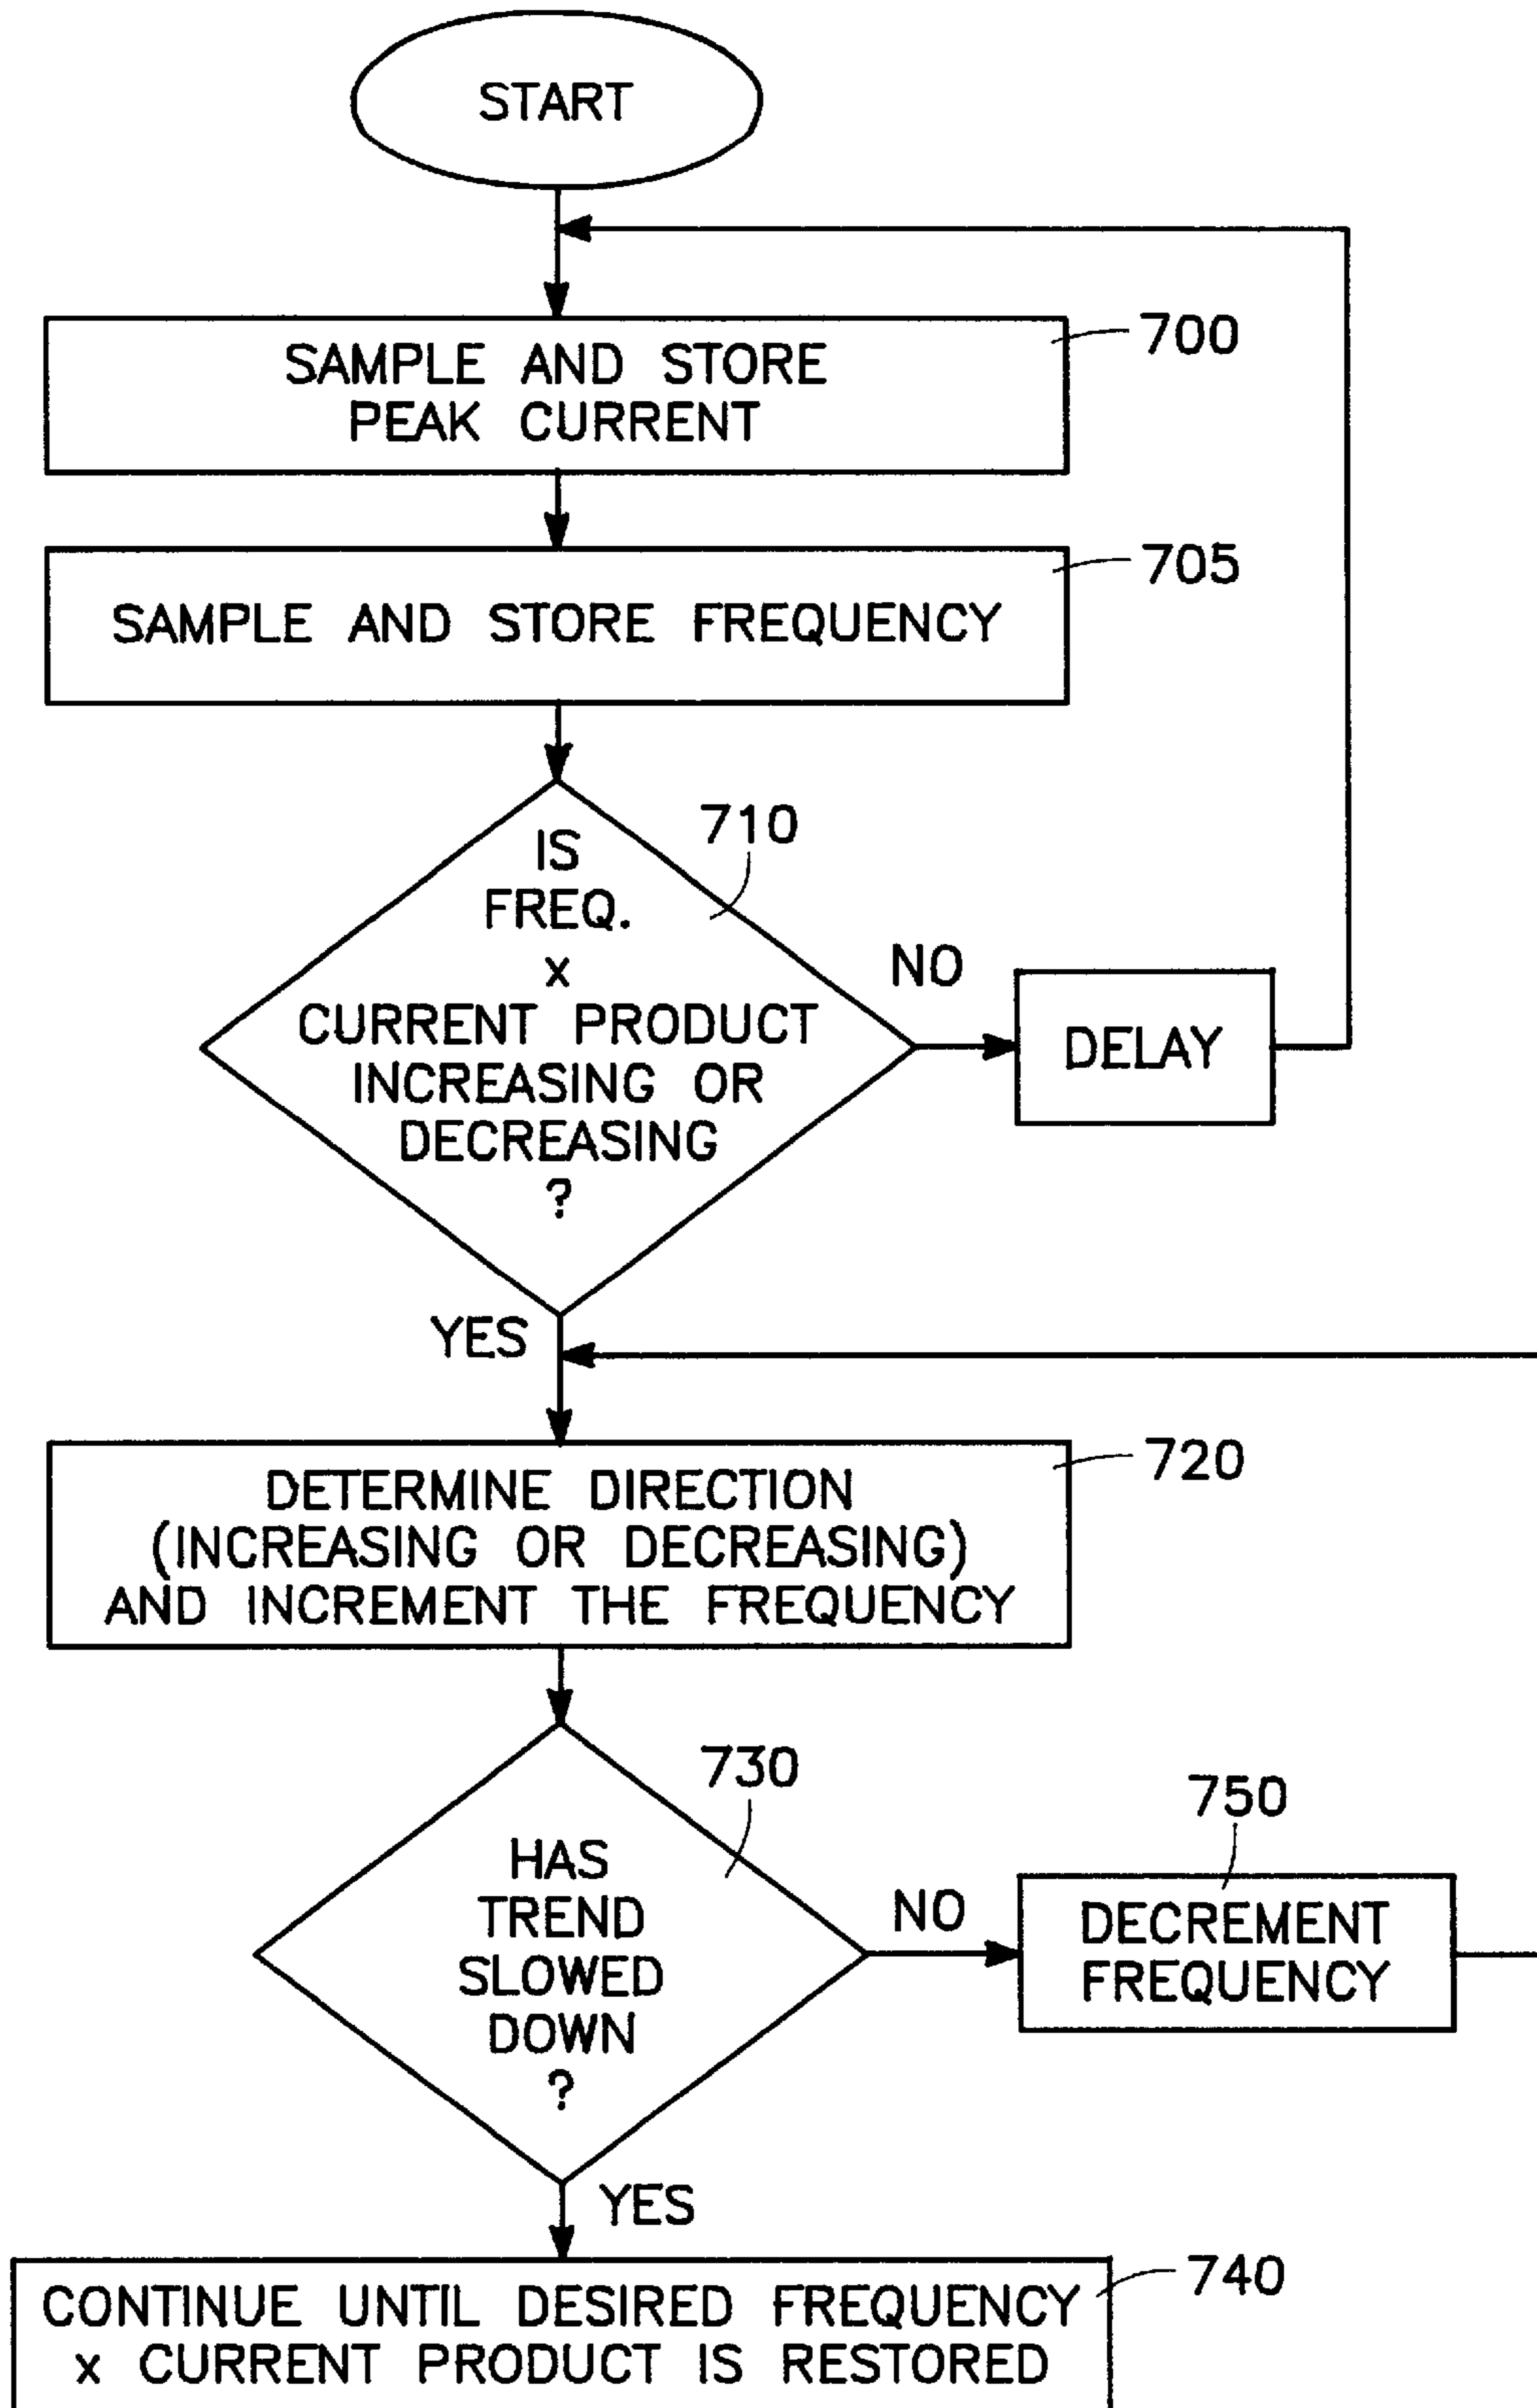 START
700
SAMPLE AND STORE
PEAK CURRENT
705
SAMPLE AND STORE FREQUENCY
710
IS
FREQ.
x
CURRENT PRODUCT
INCREASING OR
DECREASING
?
NO
DELAY
YES
720
DETERMINE DIRECTION
(INCREASING OR DECREASING)
AND INCREMENT THE FREQUENCY
730
HAS
TREND
SLOWED
DOWN
?
NO
750
DECREMENT
FREQUENCY
YES
740
CONTINUE UNTIL DESIRED FREQUENCY
x CURRENT PRODUCT IS RESTORED